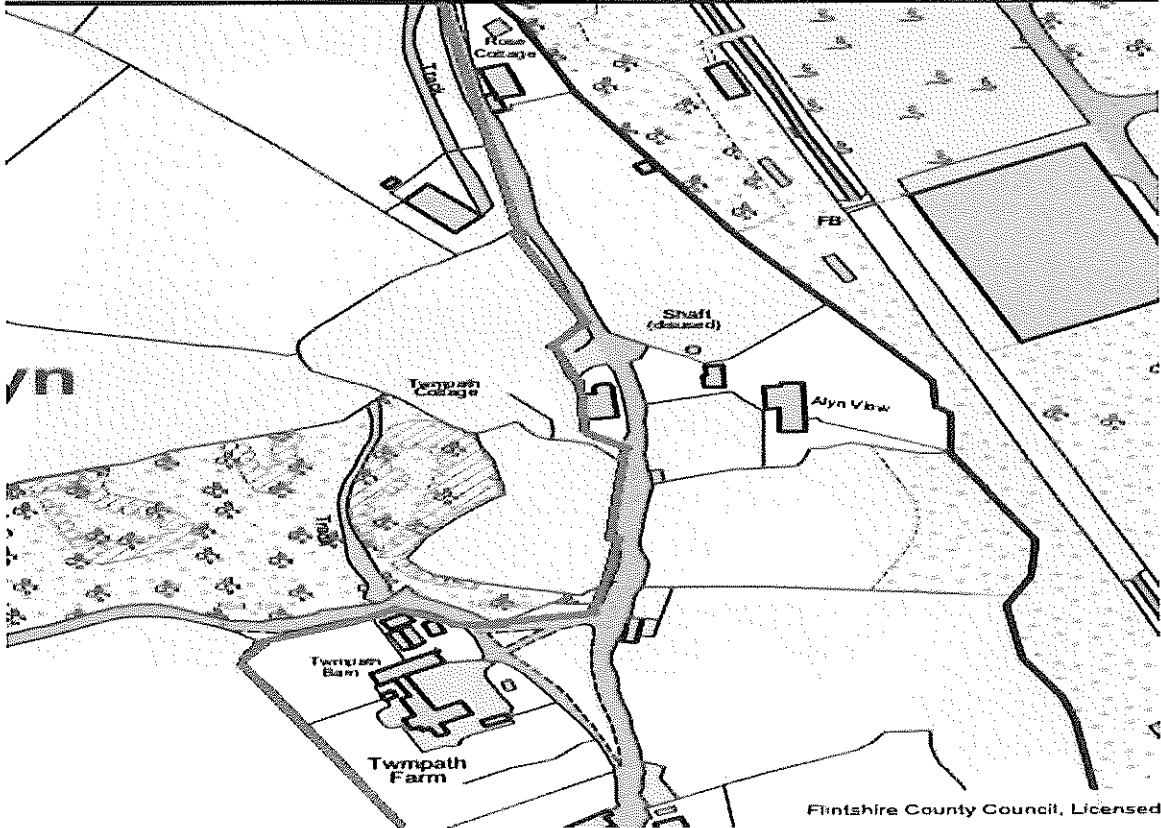 Rose
Cottage
Track
FB
Shaft
(disused)
yn
Twmpath
Cottage
Alyn View
Track
Twmpath
Barn
Twmpath
Farm
Flintshire County Council, Licensed